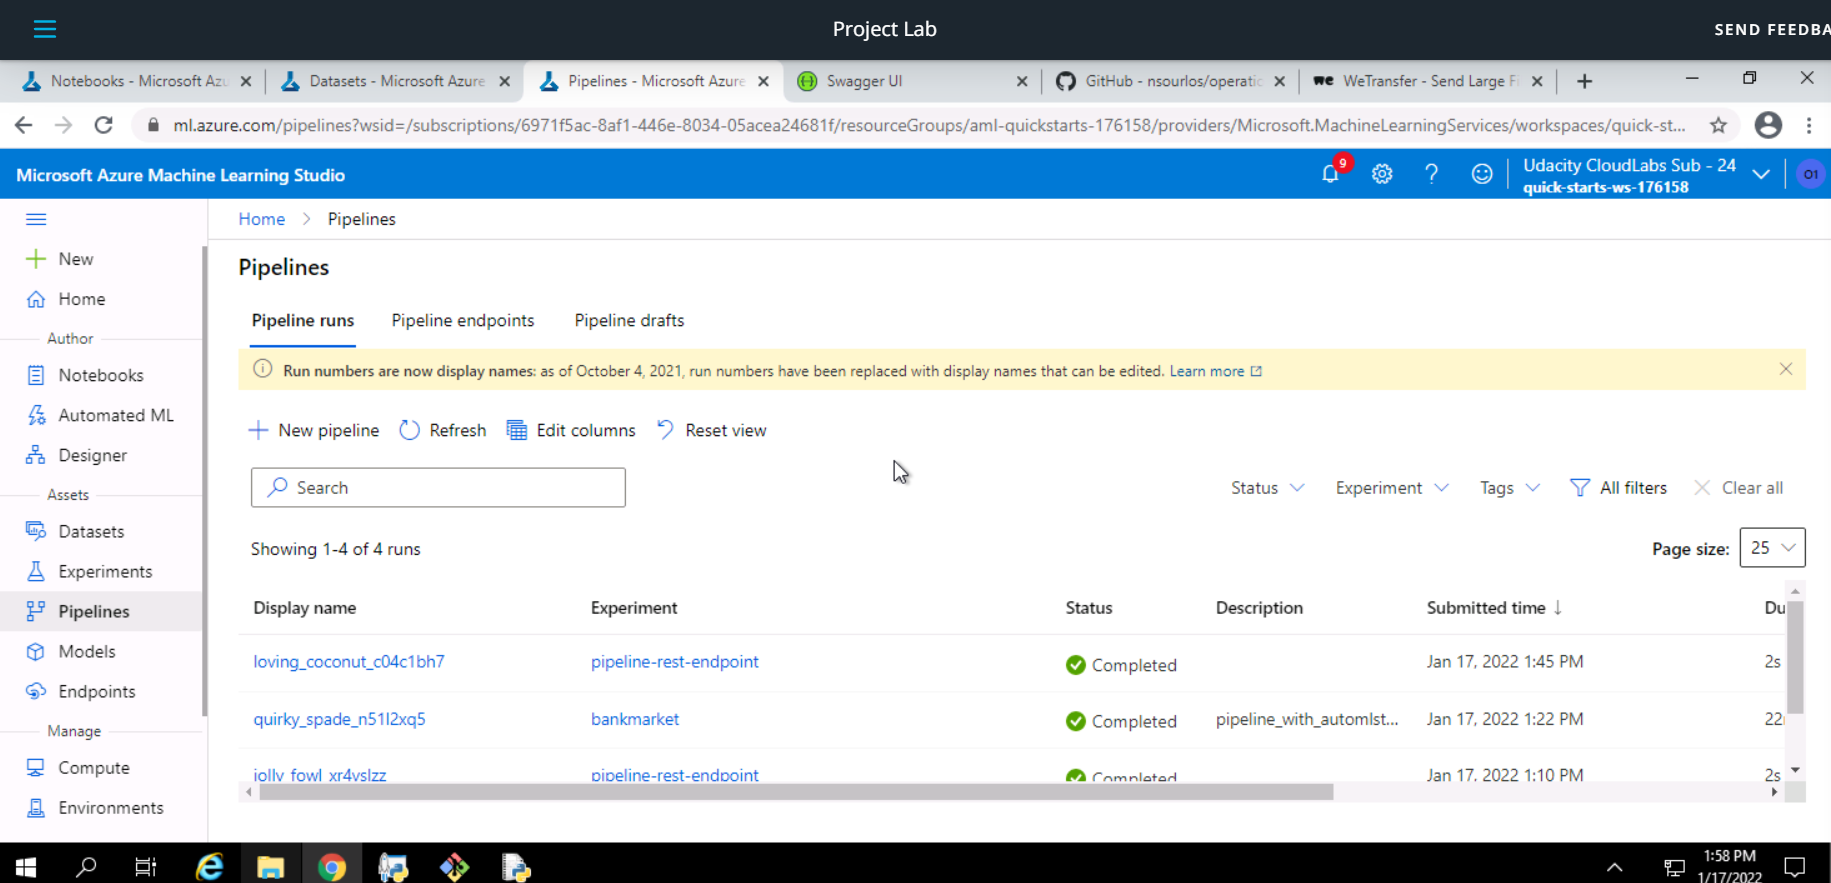 Project Lab
SEND FEEDBA
Notebooks - Microsoft Azu
Datasets - Microsoft Azure
Pipelines - Microsoft Azure
Swagger UI
GitHub - nsourlos/operatic
we WeTransfer - Send Large Fi
ml.azure.com/pipelines?wsid=/subscriptions/6971f5ac-8af1-446e-8034-05acea24681f/resourceGroups/aml-quickstarts-176158/providers/Microsoft.MachineLearningServices/workspaces/quick-st...
Microsoft Azure Machine Learning Studio
9
Udacity CloudLabs Sub - 24
quick-starts-ws-176158
O1
Home > Pipelines
New
Home
Author
Notebooks
Automated ML
Designer
Assets
Datasets
Experiments
Pipelines
Models
Endpoints
Manage
Compute
Environments
Pipelines
Pipeline runs Pipeline endpoints Pipeline drafts
Run numbers are now display names: as of October 4, 2021, run numbers have been replaced with display names that can be edited. Learn more
New pipeline Refresh Edit columns Reset view
Search
Status Experiment Tags All filters Clear all
Showing 1-4 of 4 runs
Page size: 25
Display name Experiment Status Description Submitted time ↓ Du
loving_coconut_c04c1bh7 pipeline-rest-endpoint Completed Jan 17, 2022 1:45 PM 2s
quirky_spade_n51l2xq5 bankmarket Completed pipeline_with_automlst... Jan 17, 2022 1:22 PM 22
jolly_fowl_xr4vslzz pipeline-rest-endpoint Completed Jan 17, 2022 1:10 PM 2s
1:58 PM
1/17/2022